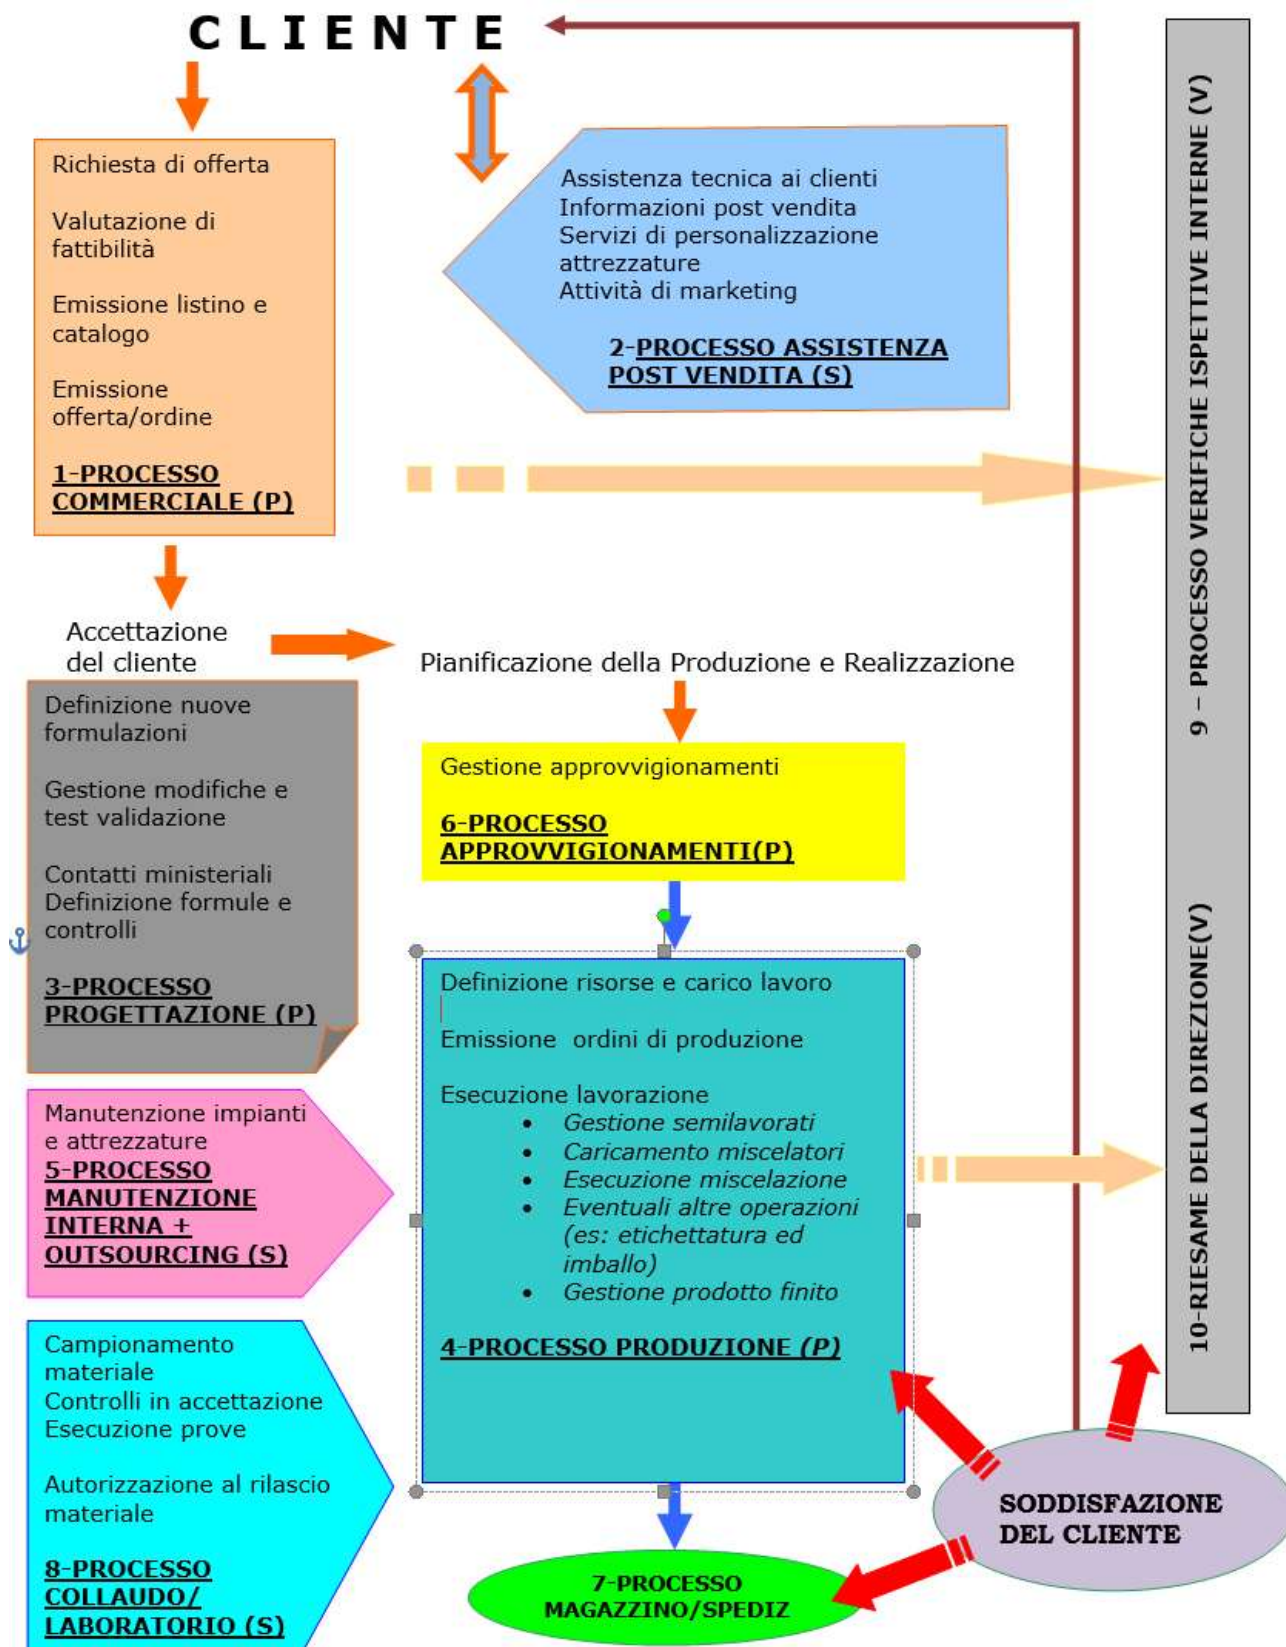 CLIENTE
Richiesta di offerta
Valutazione di
fattibilità
Emissione listino e
catalogo
Emissione
offerta/ordine
1-PROCESSO
COMMERCIALE (P)
Assistenza tecnica ai clienti
Informazioni post vendita
Servizi di personalizzazione
attrezzature
Attività di marketing
2-PROCESSO ASSISTENZA
POST VENDITA (S)
9 – PROCESSO VERIFICHE ISPETTIVE INTERNE (V)
10-RIESAME DELLA DIREZIONE(V)
Accettazione
del cliente
Pianificazione della Produzione e Realizzazione
Definizione nuove
formulazioni
Gestione modifiche e
test validazione
Contatti ministeriali
Definizione formule e
controlli
3-PROCESSO
PROGETTAZIONE (P)
Gestione approvvigionamenti
6-PROCESSO
APPROVVIGIONAMENTI(P)
Definizione risorse e carico lavoro
Emissione  ordini di produzione
Esecuzione lavorazione
• Gestione semilavorati
• Caricamento miscelatori
• Esecuzione miscelazione
• Eventuali altre operazioni
(es: etichettatura ed
imballo)
• Gestione prodotto finito
4-PROCESSO PRODUZIONE (P)
Manutenzione impianti
e attrezzature
5-PROCESSO
MANUTENZIONE
INTERNA +
OUTSOURCING (S)
Campionamento
materiale
Controlli in accettazione
Esecuzione prove
Autorizzazione al rilascio
materiale
8-PROCESSO
COLLAUDO/
LABORATORIO (S)
7-PROCESSO
MAGAZZINO/SPEDIZ
SODDISFAZIONE
DEL CLIENTE